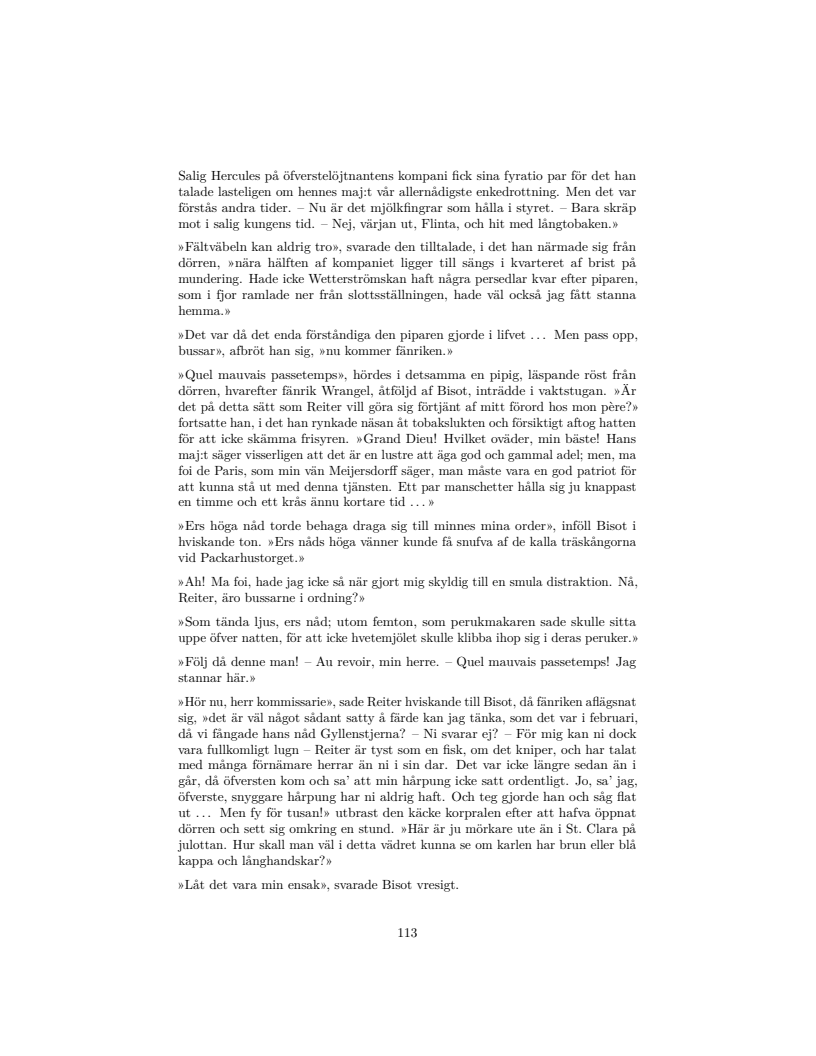 Salig Hercules på öfverstelöjtnantens kompani fick sina fyratio par för det han
talade lasteligen om hennes maj:t vår allernådigste enkedrottning. Men det var
förstås andra tider. – Nu är det mjölkfingrar som hålla i styret. – Bara skräp
mot i salig kungens tid. – Nej, värjan ut, Flinta, och hit med långtobaken.»
»Fältväbeln kan aldrig tro», svarade den tilltalade, i det han närmade sig från
dörren, »nära hälften af kompaniet ligger till sängs i kvarteret af brist på
mundering. Hade icke Wetterströmskan haft några persedlar kvar efter piparen,
som i fjor ramlade ner från slottsställningen, hade väl också jag fått stanna
hemma.»
»Det var då det enda förståndiga den piparen gjorde i lifvet ... Men pass opp,
bussar», afbröt han sig, »nu kommer fänriken.»
»Quel mauvais passetemps», hördes i detsamma en pipig, läspande röst från
dörren, hvarefter fänrik Wrangel, åtföljd af Bisot, inträdde i vaktstugan. »Är
det på detta sätt som Reiter vill göra sig förtjänt af mitt förord hos mon père?»
fortsatte han, i det han rynkade näsan åt tobakslukten och försiktigt aftog hatten
för att icke skämma frisyren. »Grand Dieu! Hvilket oväder, min bäste! Hans
maj:t säger visserligen att det är en lustre att äga god och gammal adel; men, ma
foi de Paris, som min vän Meijersdorff säger, man måste vara en god patriot för
att kunna stå ut med denna tjänsten. Ett par manschetter hålla sig ju knappast
en timme och ett krås ännu kortare tid ... »
»Ers höga nåd torde behaga draga sig till minnes mina order», inföll Bisot i
hviskande ton. »Ers nåds höga vänner kunde få snufva af de kalla träskångorna
vid Packarhustorget.»
»Ah! Ma foi, hade jag icke så när gjort mig skyldig till en smula distraktion. Nå,
Reiter, äro bussarne i ordning?»
»Som tända ljus, ers nåd; utom femton, som perukmakaren sade skulle sitta
uppe öfver natten, för att icke hvetemjölet skulle klibba ihop sig i deras peruker.»
»Följ då denne man! – Au revoir, min herre. – Quel mauvais passetemps! Jag
stannar här.»
»Hör nu, herr kommissarie», sade Reiter hviskande till Bisot, då fänriken aflägsnat
sig, »det är väl något sådant satty å färde kan jag tänka, som det var i februari,
då vi fångade hans nåd Gyllenstjerna? – Ni svarar ej? – För mig kan ni dock
vara fullkomligt lugn – Reiter är tyst som en fisk, om det kniper, och har talat
med många förnämare herrar än ni i sin dar. Det var icke längre sedan än i
går, då öfversten kom och sa' att min hårpung icke satt ordentligt. Jo, sa' jag,
öfverste, snyggare hårpung har ni aldrig haft. Och teg gjorde han och såg flat
ut ... Men fy för tusan!» utbrast den käcke korpralen efter att hafva öppnat
dörren och sett sig omkring en stund. »Här är ju mörkare ute än i St. Clara på
julottan. Hur skall man väl i detta vädret kunna se om karlen har brun eller blå
kappa och långhandskar?»
»Låt det vara min ensak», svarade Bisot vresigt.
113